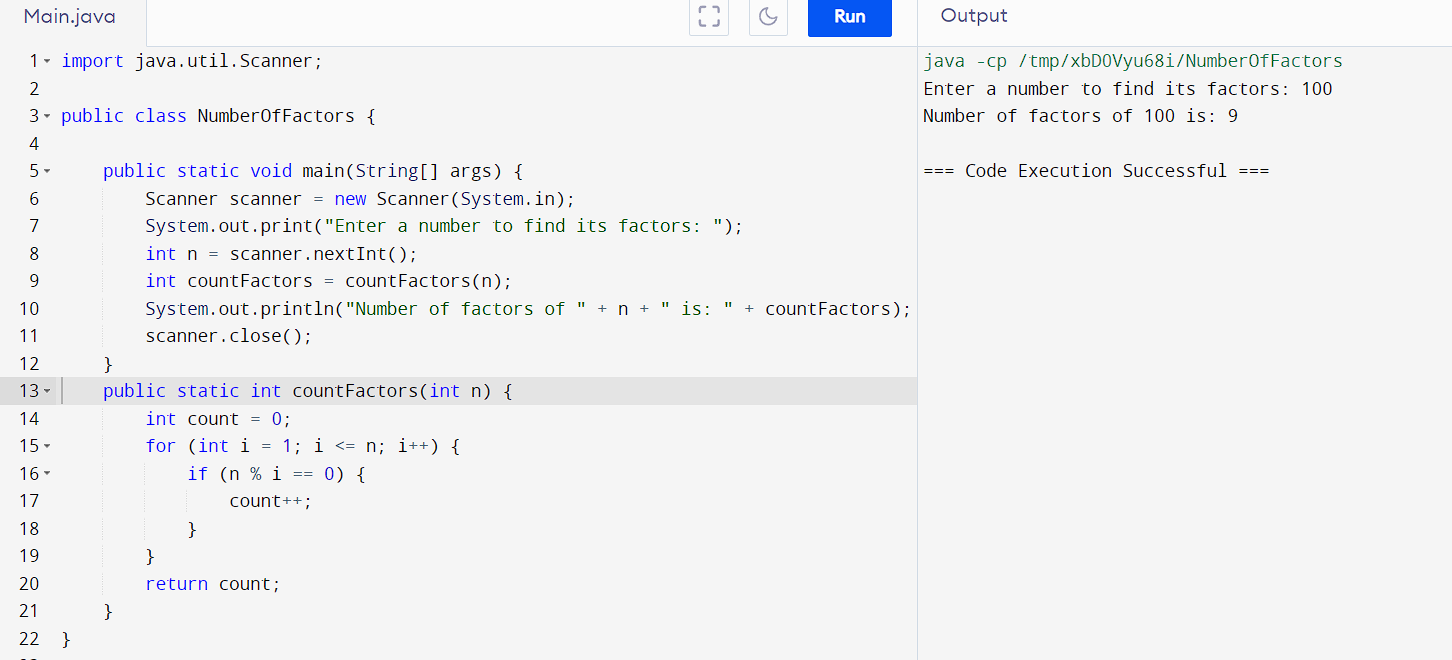 Main.java
Run
Output
1 import java.util.Scanner;
2
3 public class NumberOfFactors {
4
5     public static void main(String[] args) {
6         Scanner scanner = new Scanner(System.in);
7         System.out.print("Enter a number to find its factors: ");
8         int n = scanner.nextInt();
9         int countFactors = countFactors(n);
10         System.out.println("Number of factors of " + n + " is: " + countFactors);
11         scanner.close();
12     }
13     public static int countFactors(int n) {
14         int count = 0;
15         for (int i = 1; i <= n; i++) {
16             if (n % i == 0) {
17                 count++;
18             }
19         }
20         return count;
21     }
22 }
java -cp /tmp/xbD0Vyu68i/NumberOfFactors
Enter a number to find its factors: 100
Number of factors of 100 is: 9
=== Code Execution Successful ===